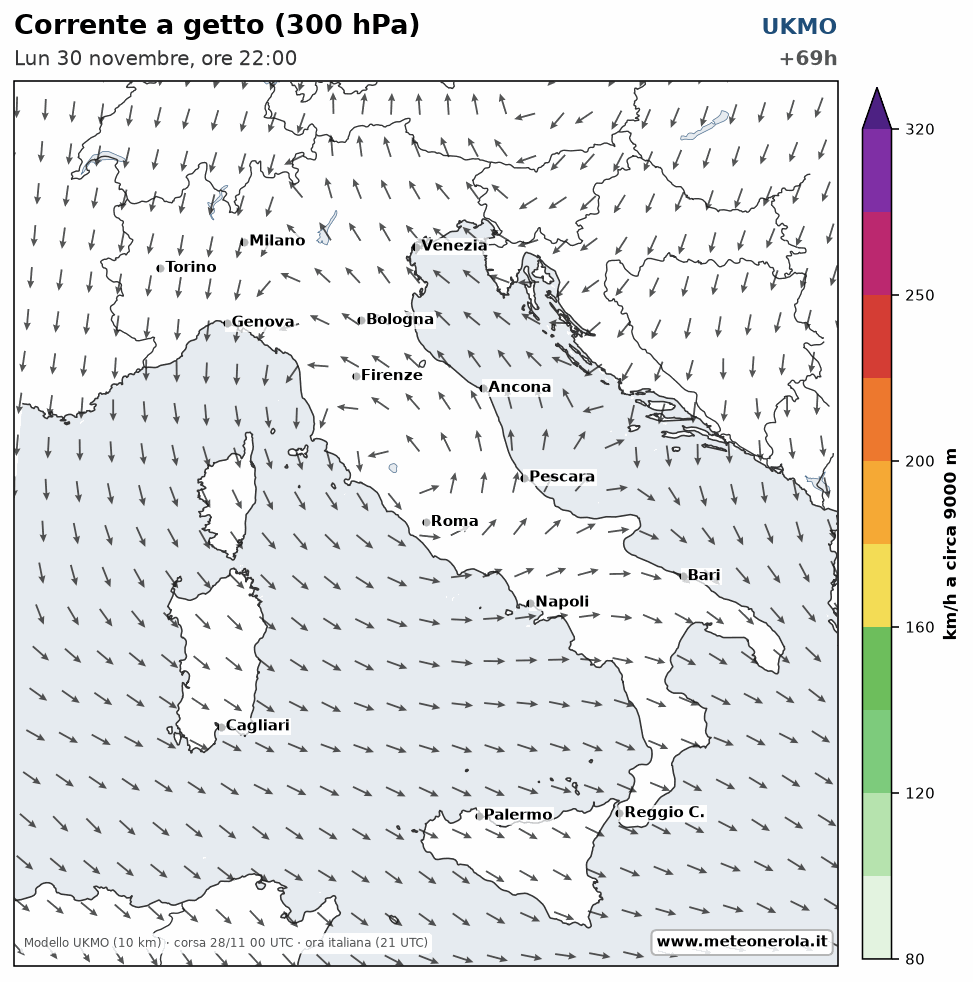 Corrente a getto (300 hPa)
UKMO
Lun 30 novembre, ore 22:00
+69h
320
250
200
160
120
80
km/h a circa 9000 m
Milano
Venezia
Torino
Genova
Bologna
Firenze
Ancona
Pescara
Roma
Bari
Napoli
Cagliari
Palermo
Reggio C.
Modello UKMO (10 km) · corsa 28/11 00 UTC · ora italiana (21 UTC)
www.meteonerola.it